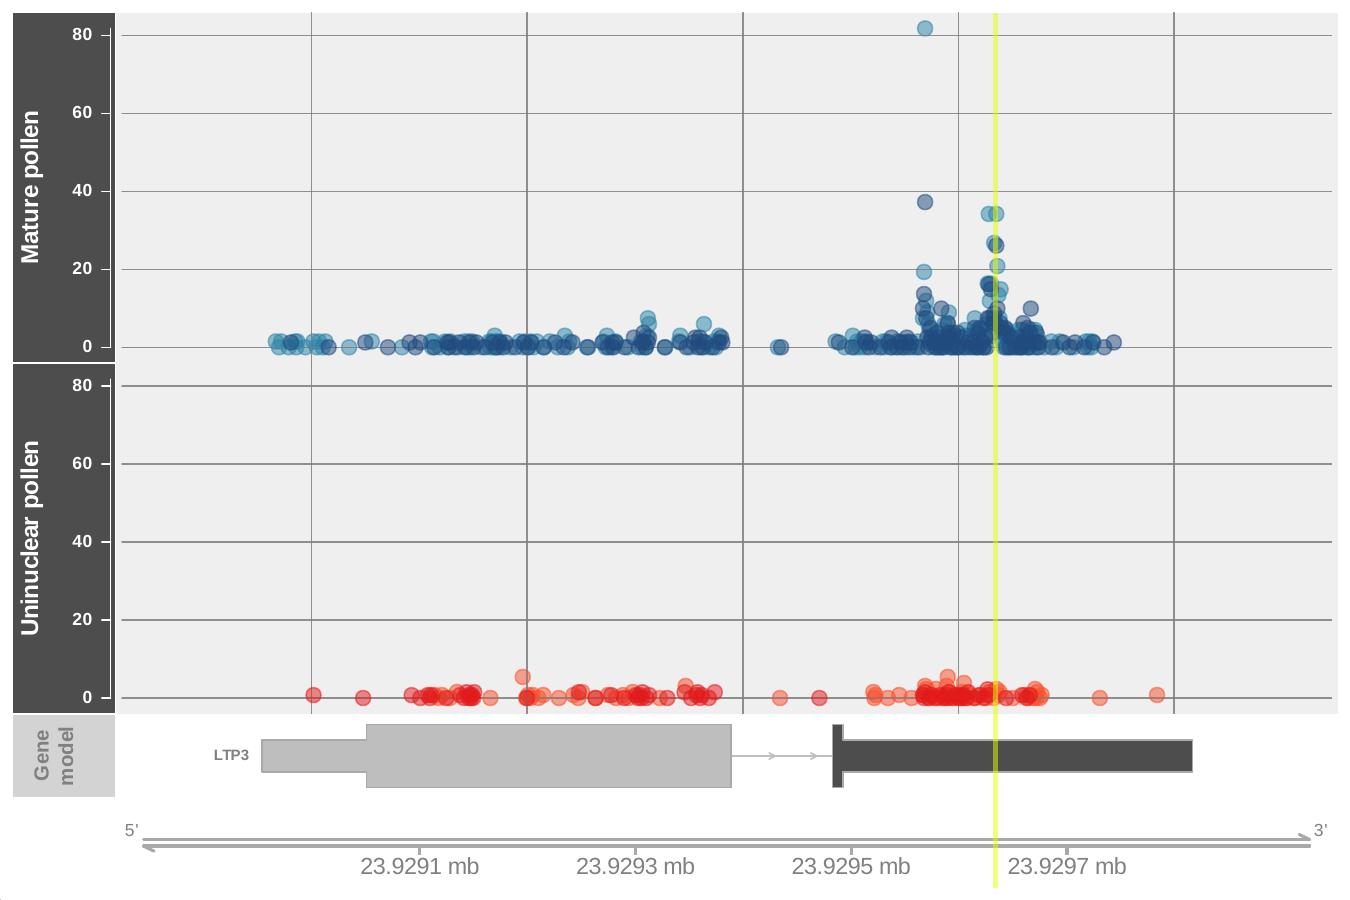 Mature pollen
80
60
40
20
0
Uninuclear pollen
80
60
40
20
0
Gene
model
LTP3
5'
3'
23.9291 mb
23.9293 mb
23.9295 mb
23.9297 mb